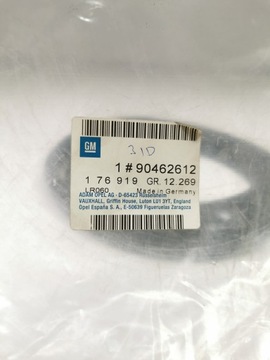 GM
310
1 # 90462612
1 76 919 GR. 12.269
LR060 Made in Germany
ADAM OPEL AG - D-65423 Rüsselsheim
VAUXHALL, Griffin House, Luton LU1 3YT, England
Opel España S. A., E-50639 Figueruelas Zaragoza